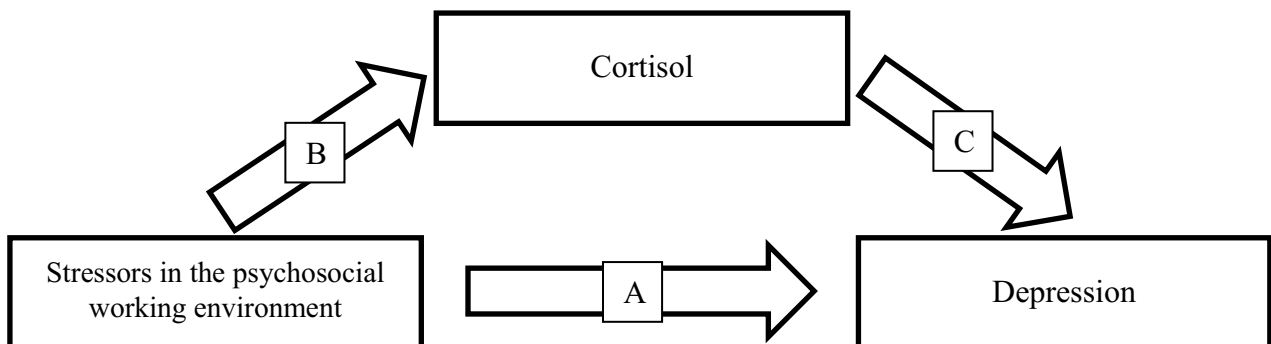 Cortisol
B
C
Stressors in the psychosocial
working environment
A
Depression